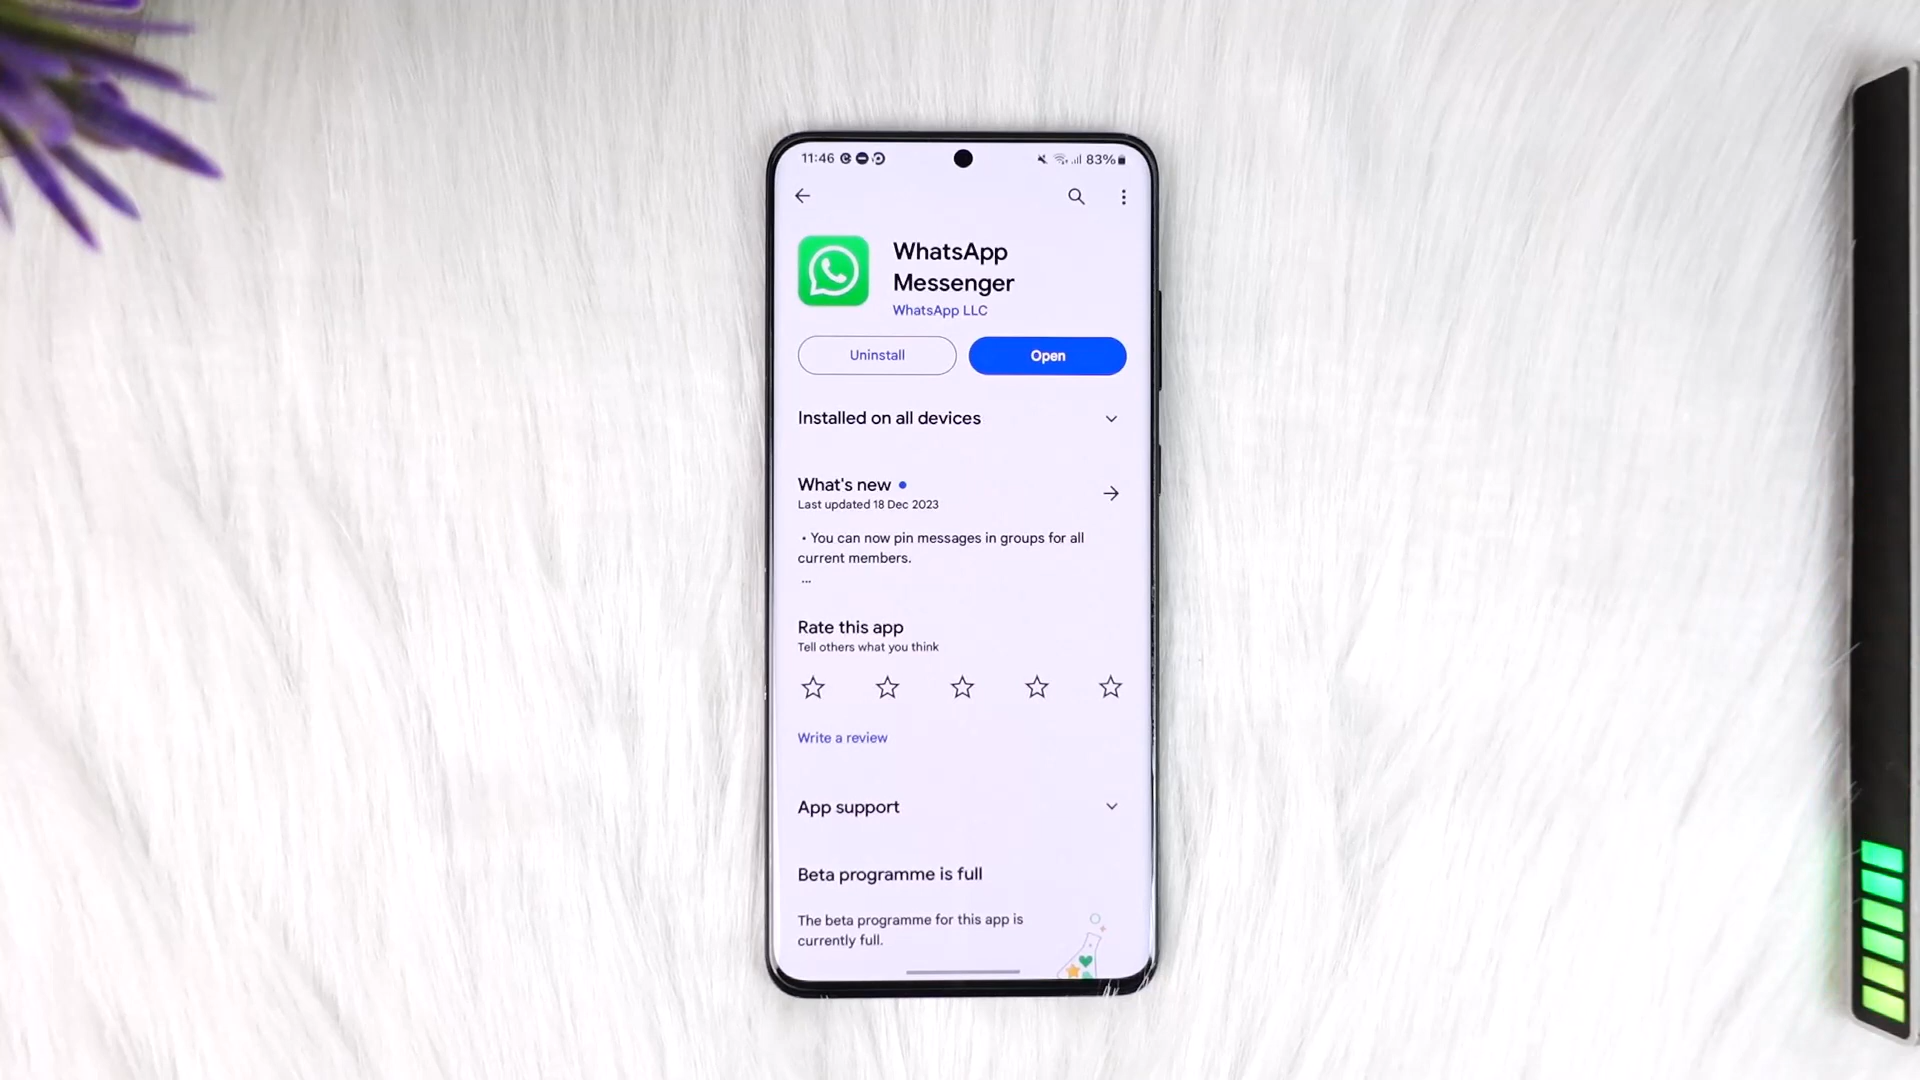 11:46 83%
WhatsApp
Messenger
WhatsApp LLC
Uninstall Open
Installed on all devices
What's new
Last updated 18 Dec 2023
• You can now pin messages in groups for all
current members.
...
Rate this app
Tell others what you think
Write a review
App support
Beta programme is full
The beta programme for this app is
currently full.